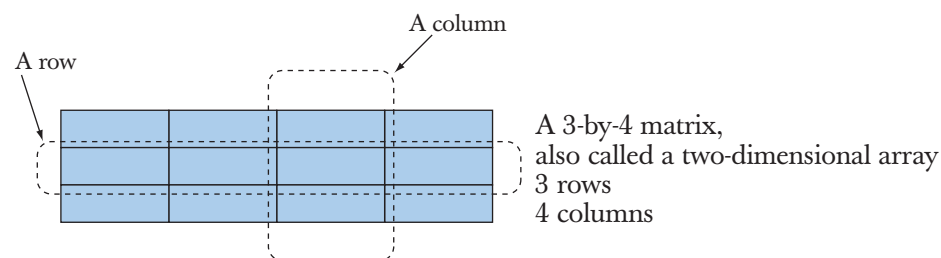 A column
A row
A 3-by-4 matrix,
also called a two-dimensional array
3 rows
4 columns